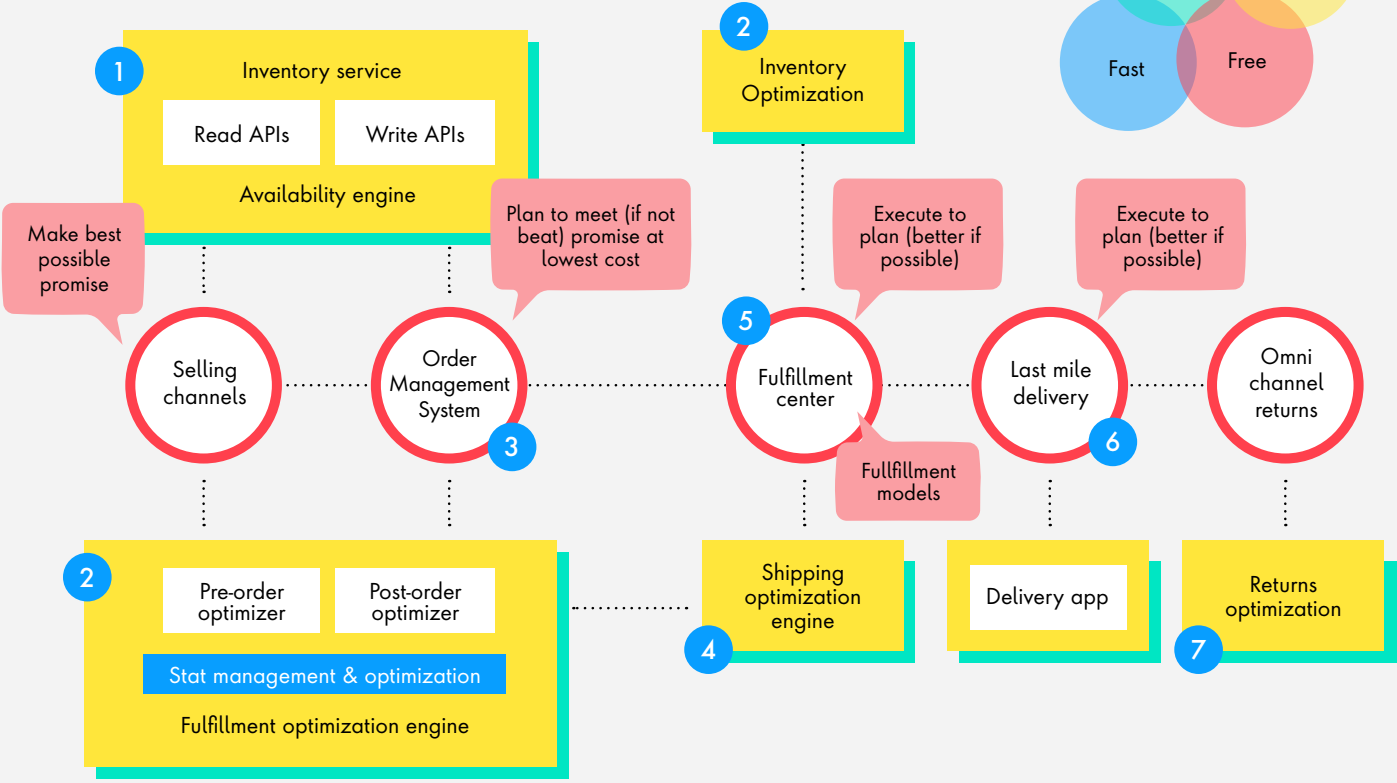 1
Inventory service
Read APIs
Write APIs
Availability engine
2
Inventory
Optimization
Fast
Free
Make best
possible
promise
Plan to meet (if not
beat) promise at
lowest cost
Execute to
plan (better if
possible)
Execute to
plan (better if
possible)
Selling
channels
Order
Management
System
3
5
Fulfillment
center
Fullfillment
models
Last mile
delivery
6
Omni
channel
returns
2
Pre-order
optimizer
Post-order
optimizer
Stat management & optimization
Fulfillment optimization engine
Shipping
optimization
engine
4
Delivery app
Returns
optimization
7